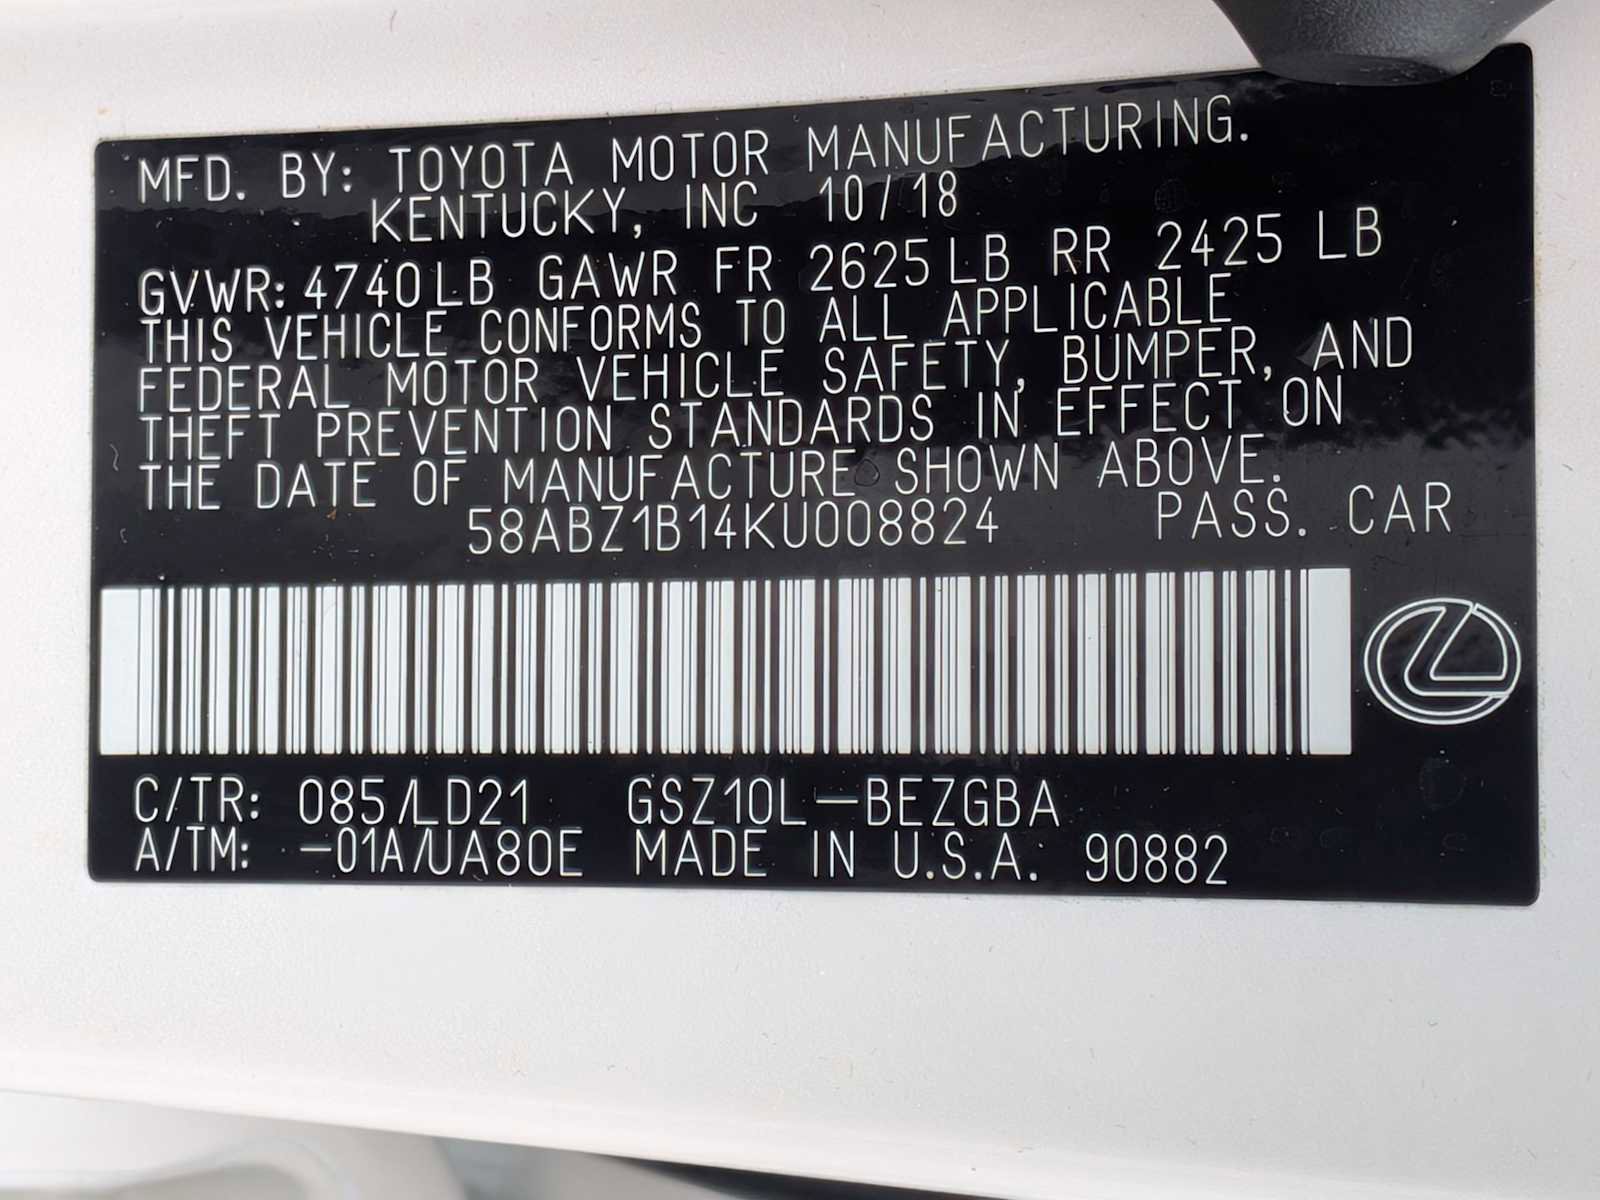 MFD. BY: TOYOTA MOTOR MANUFACTURING.
KENTUCKY, INC 10/18
GVWR: 4740LB GAWR FR 2625LB RR 2425 LB
THIS VEHICLE CONFORMS TO ALL APPLICABLE
FEDERAL MOTOR VEHICLE SAFETY, BUMPER, AND
THEFT PREVENTION STANDARDS IN EFFECT ON
THE DATE OF MANUFACTURE SHOWN ABOVE.
58ABZ1B14KU008824 PASS. CAR
C/TR: 085/LD21 GSZ10L-BEZGBA
A/TM: -01A/UA80E MADE IN U.S.A. 90882